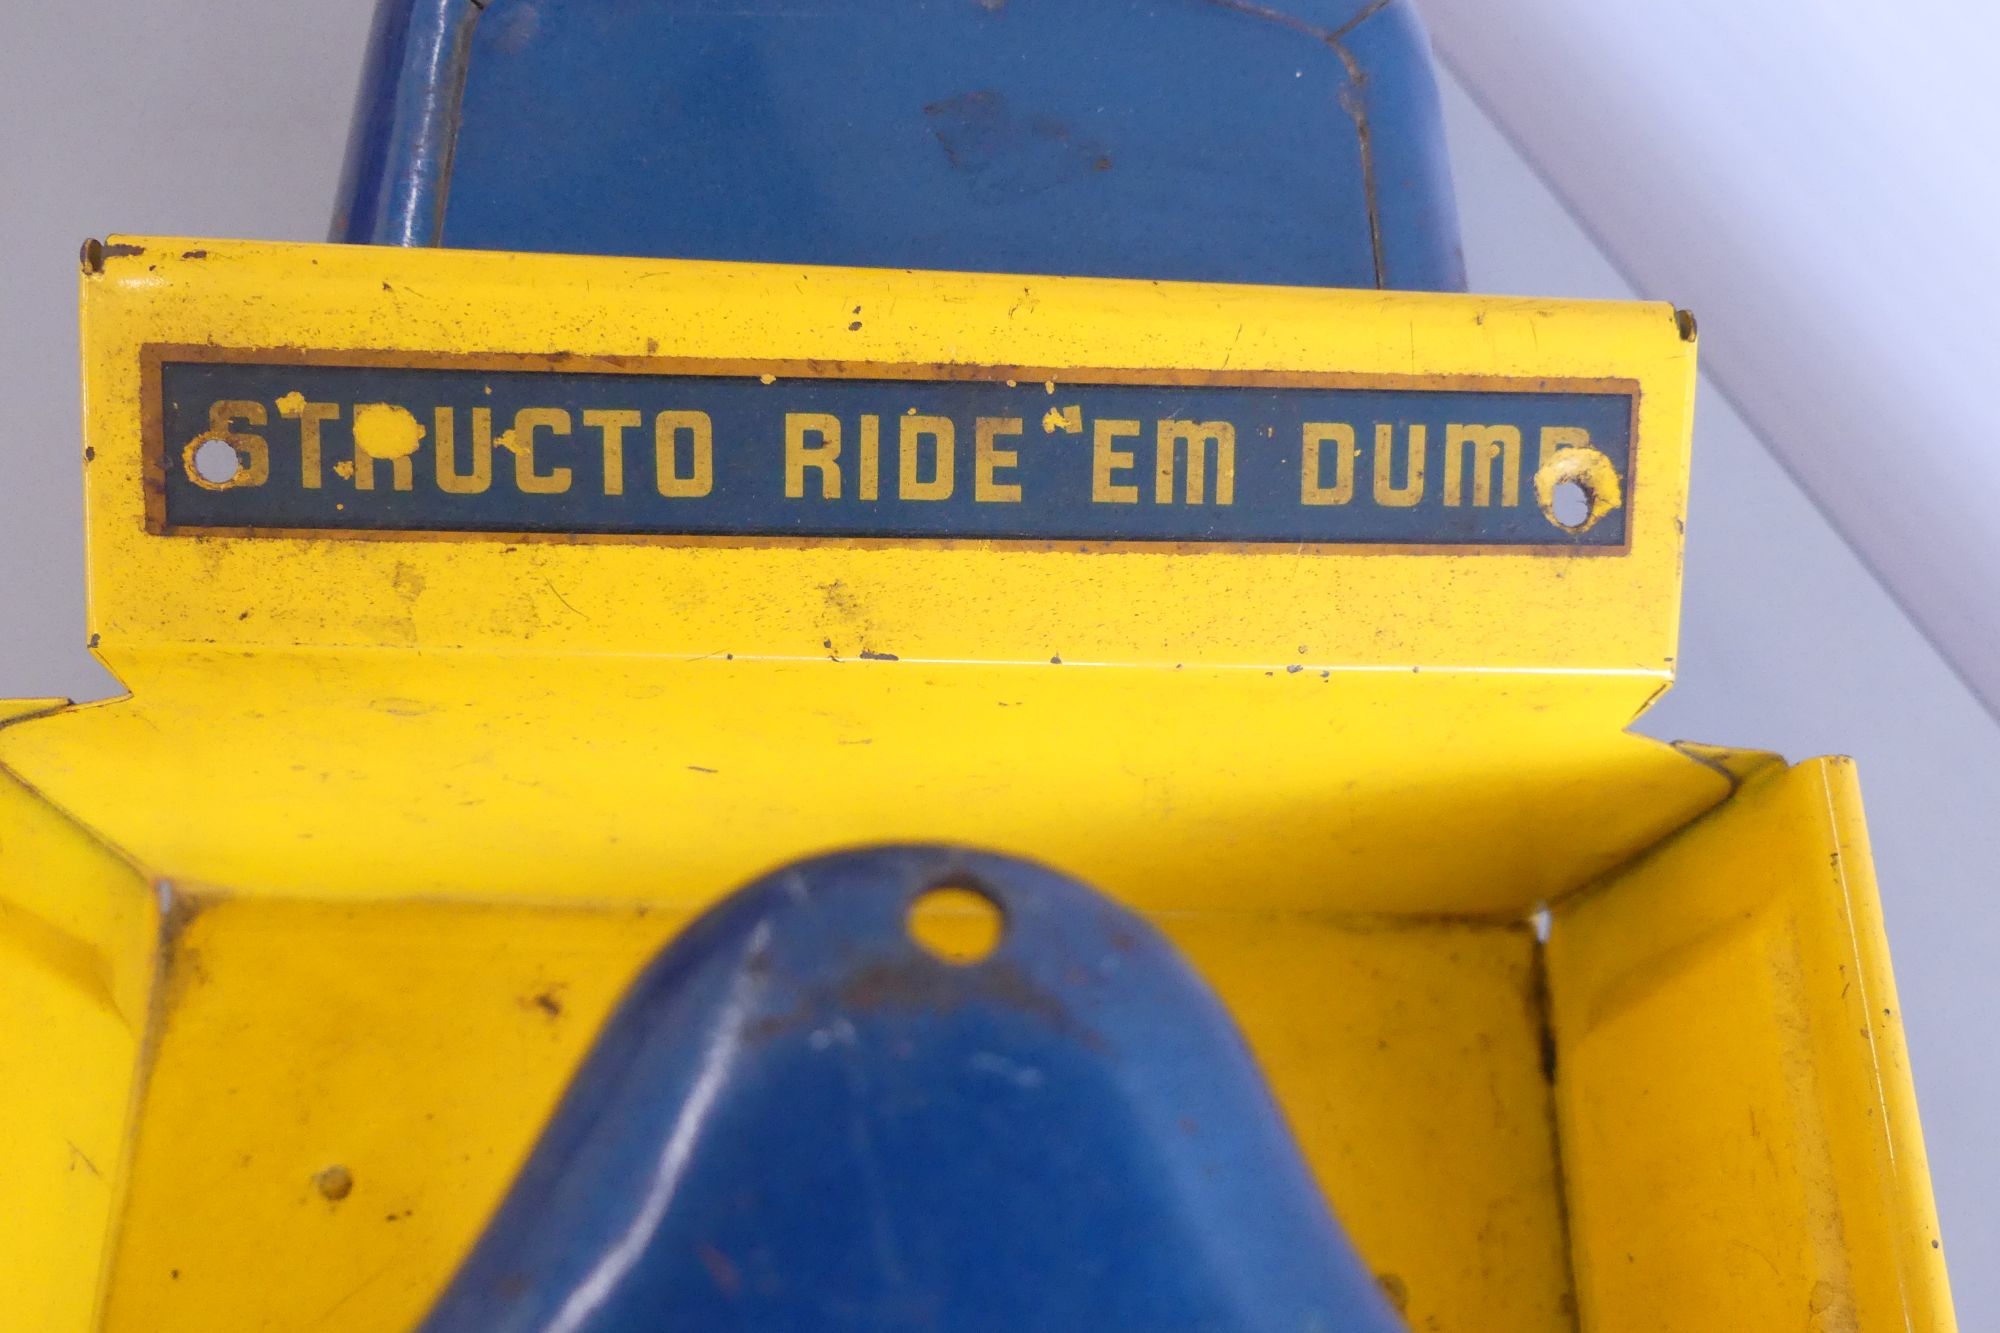 STRUCTO RIDE 'EM DUMP